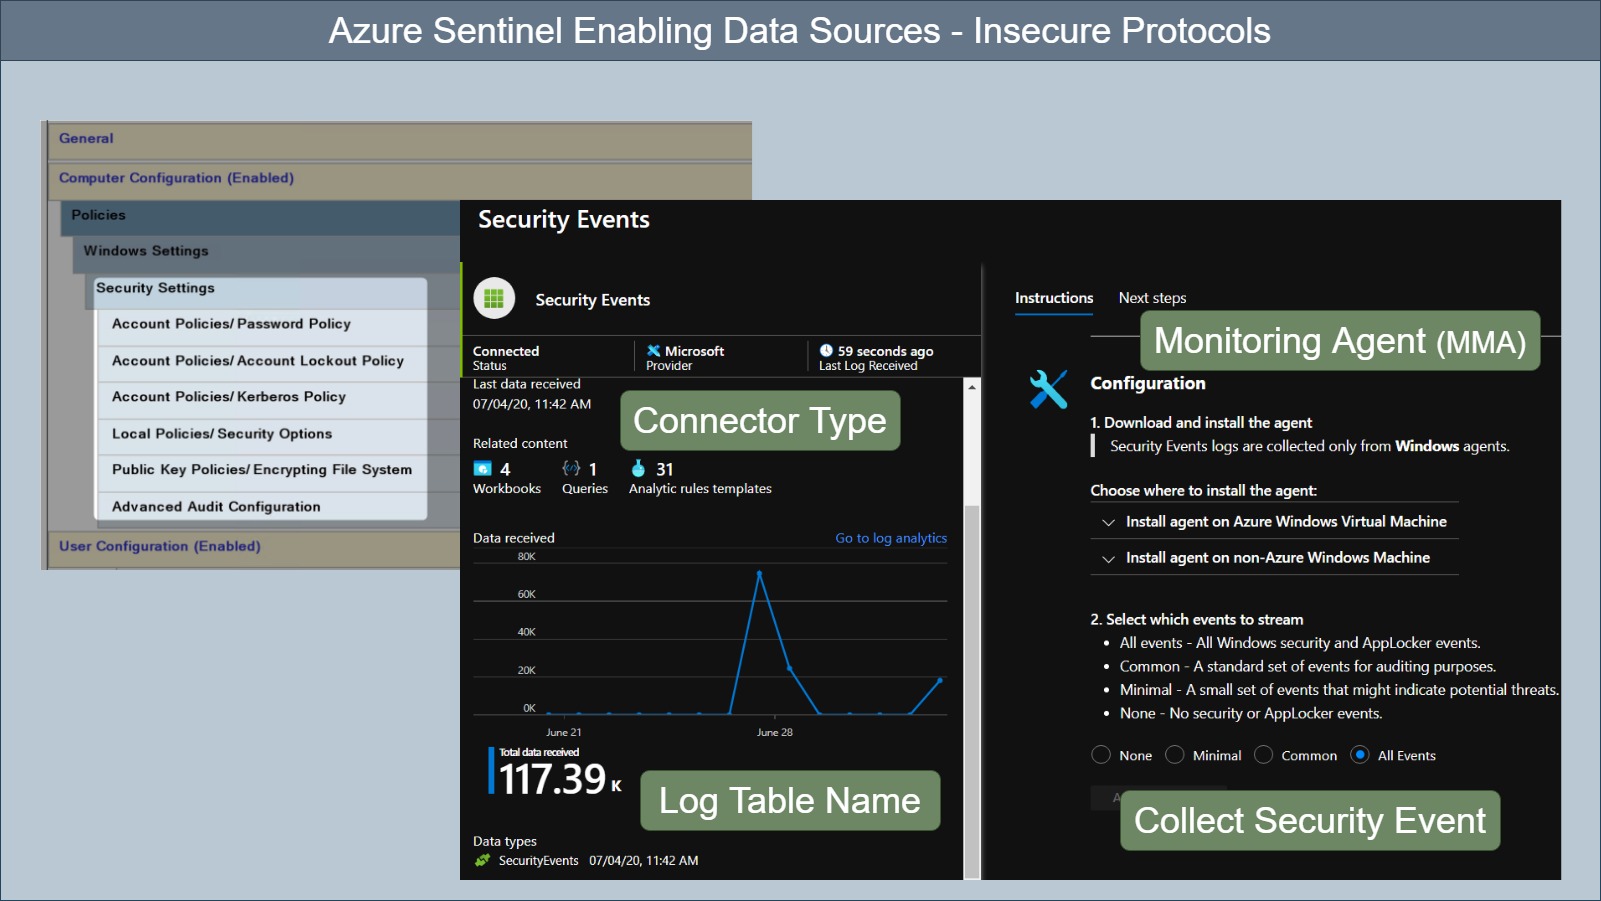 Azure Sentinel Enabling Data Sources - Insecure Protocols
General
Computer Configuration (Enabled)
Policies
Windows Settings
Security Settings
Account Policies/ Password Policy
Account Policies/ Account Lockout Policy
Account Policies/ Kerberos Policy
Local Policies/ Security Options
Public Key Policies/ Encrypting File System
Advanced Audit Configuration
User Configuration (Enabled)
Security Events
Security Events
Connected
Status
Microsoft
Provider
59 seconds ago
Last Log Received
Last data received
07/04/20, 11:42 AM
Connector Type
Related content
4
Workbooks
1
Queries
31
Analytic rules templates
Data received
Go to log analytics
80K
60K
40K
20K
0K
June 21
June 28
Total data received
117.39 K
Log Table Name
Data types
SecurityEvents 07/04/20, 11:42 AM
Instructions
Next steps
Monitoring Agent (MMA)
Configuration
1. Download and install the agent
Security Events logs are collected only from Windows agents.
Choose where to install the agent:
Install agent on Azure Windows Virtual Machine
Install agent on non-Azure Windows Machine
2. Select which events to stream
• All events - All Windows security and AppLocker events.
• Common - A standard set of events for auditing purposes.
• Minimal - A small set of events that might indicate potential threats.
• None - No security or AppLocker events.
None Minimal Common All Events
Collect Security Event